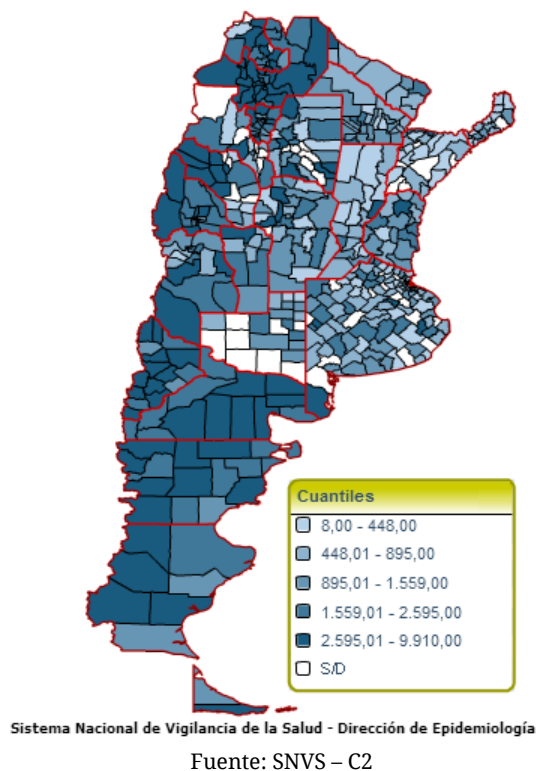 Cuantiles
8,00 - 448,00
448,01 - 895,00
895,01 - 1.559,00
1.559,01 - 2.595,00
2.595,01 - 9.910,00
S/D
Sistema Nacional de Vigilancia de la Salud - Dirección de Epidemiología
Fuente: SNVS – C2